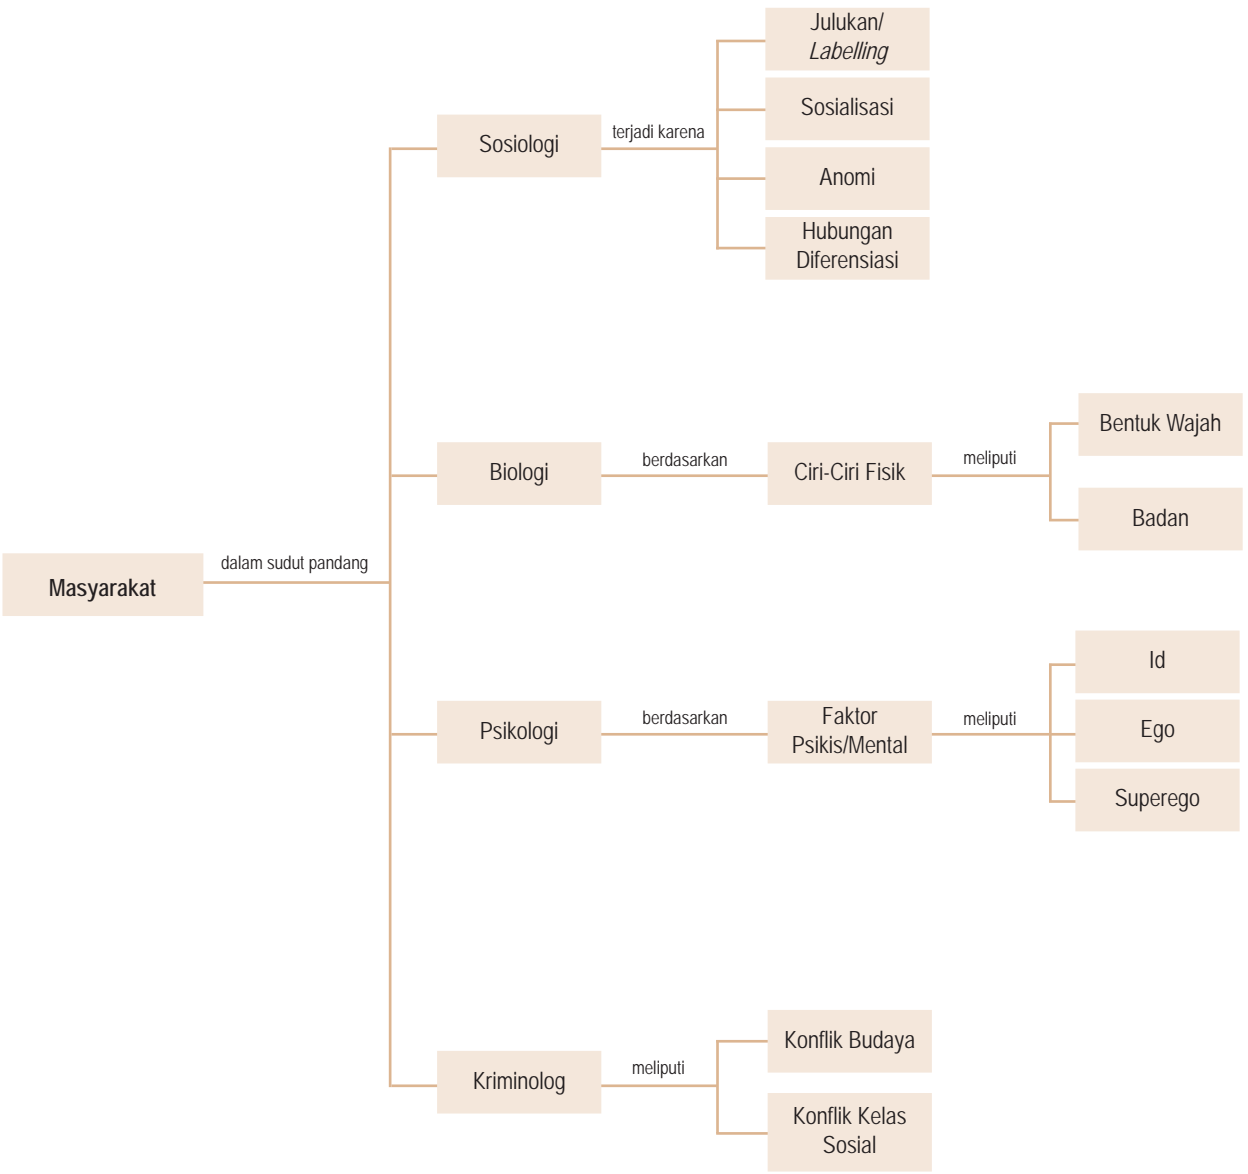 Julukan/
Labelling
Sosialisasi
Sosiologi
terjadi karena
Anomi
Hubungan
Diferensiasi
Bentuk Wajah
Biologi
berdasarkan
Ciri-Ciri Fisik
meliputi
Badan
Masyarakat
dalam sudut pandang
Id
Psikologi
berdasarkan
Faktor
Psikis/Mental
meliputi
Ego
Superego
Konflik Budaya
Kriminolog
meliputi
Konflik Kelas
Sosial